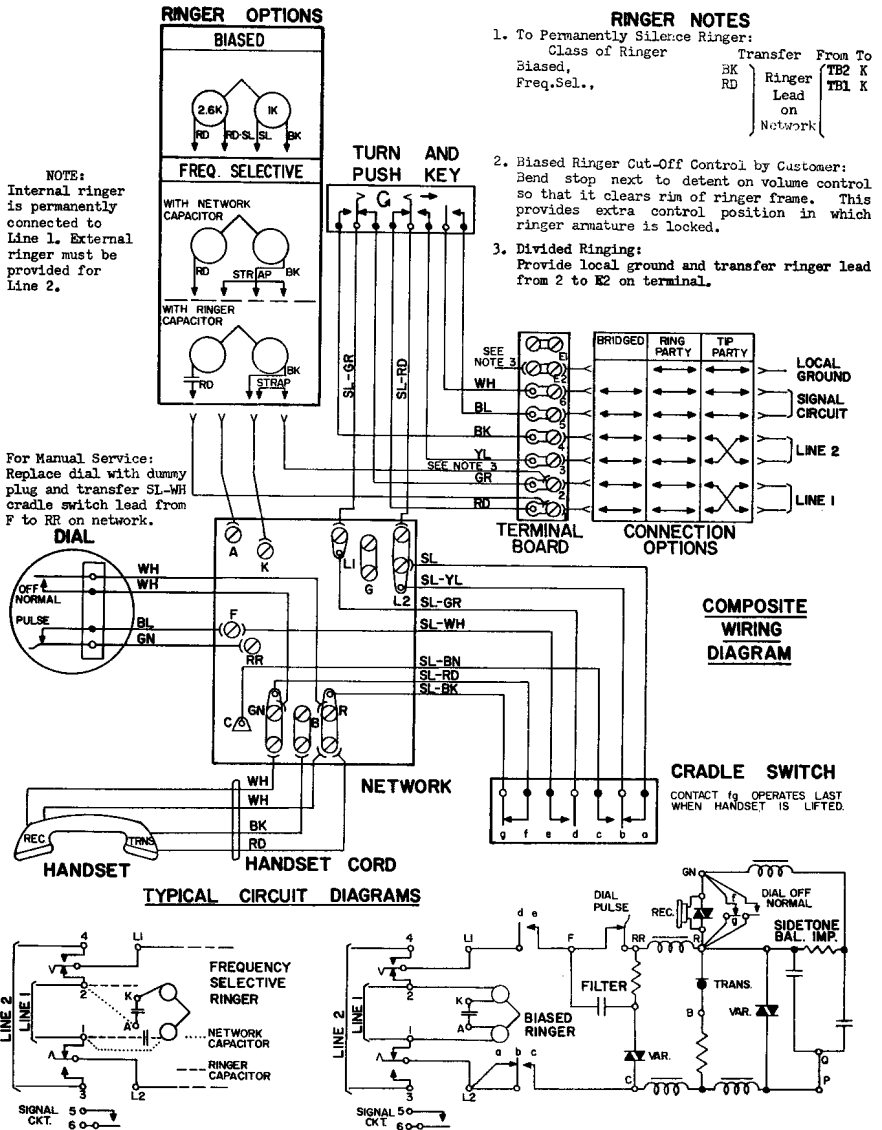 RINGER OPTIONS
BIASED
2.6K
1K
RD
RD-SL
SL
BK
FREQ. SELECTIVE
WITH NETWORK
CAPACITOR
RD
STRAP
BK
WITH RINGER
CAPACITOR
RD
BK
STRAP
NOTE:
Internal ringer
is permanently
connected to
Line 1. External
ringer must be
provided for
Line 2.
TURN AND
PUSH KEY
RINGER NOTES
1. To Permanently Silence Ringer:
Class of Ringer Transfer From To
Biased, BK Ringer TB2 K
Freq.Sel., RD Lead TB1 K
on
Network
2. Biased Ringer Cut-Off Control by Customer:
Bend stop next to detent on volume control
so that it clears rim of ringer frame. This
provides extra control position in which
ringer armature is locked.
3. Divided Ringing:
Provide local ground and transfer ringer lead
from 2 to E2 on terminal.
SL-GR
SL-RD
SEE
NOTE 3
WH
BL
BK
YL
SEE NOTE 3
GR
RD
E1
E2
6
5
4
3
2
TERMINAL
BOARD
BRIDGED
RING
PARTY
TIP
PARTY
LOCAL
GROUND
SIGNAL
CIRCUIT
LINE 2
LINE 1
CONNECTION
OPTIONS
For Manual Service:
Replace dial with dummy
plug and transfer SL-WH
cradle switch lead from
F to RR on network.
DIAL
OFF
NORMAL
PULSE
WH
WH
BL
GN
A
K
L1
G
L2
F
RR
C
GN
B
R
SL
SL-YL
SL-GR
SL-WH
SL-BN
SL-RD
SL-BK
NETWORK
COMPOSITE
WIRING
DIAGRAM
CRADLE SWITCH
CONTACT fg OPERATES LAST
WHEN HANDSET IS LIFTED.
g f e d c b a
WH
WH
BK
RD
REC
TRNS
HANDSET
HANDSET CORD
TYPICAL CIRCUIT DIAGRAMS
LINE 2
LINE 1
4
L1
2
K
A
1
3
L2
FREQUENCY
SELECTIVE
RINGER
NETWORK
CAPACITOR
RINGER
CAPACITOR
SIGNAL
CKT.
5
6
LINE 2
LINE 1
4
L1
2
K
A
1
3
L2
BIASED
RINGER
SIGNAL
CKT.
5
6
d e
a b c
F
DIAL
PULSE
RR
FILTER
VAR.
C
GN
REC.
f
g
R
DIAL OFF
NORMAL
SIDETONE
BAL. IMP.
TRANS.
B
VAR.
G
P